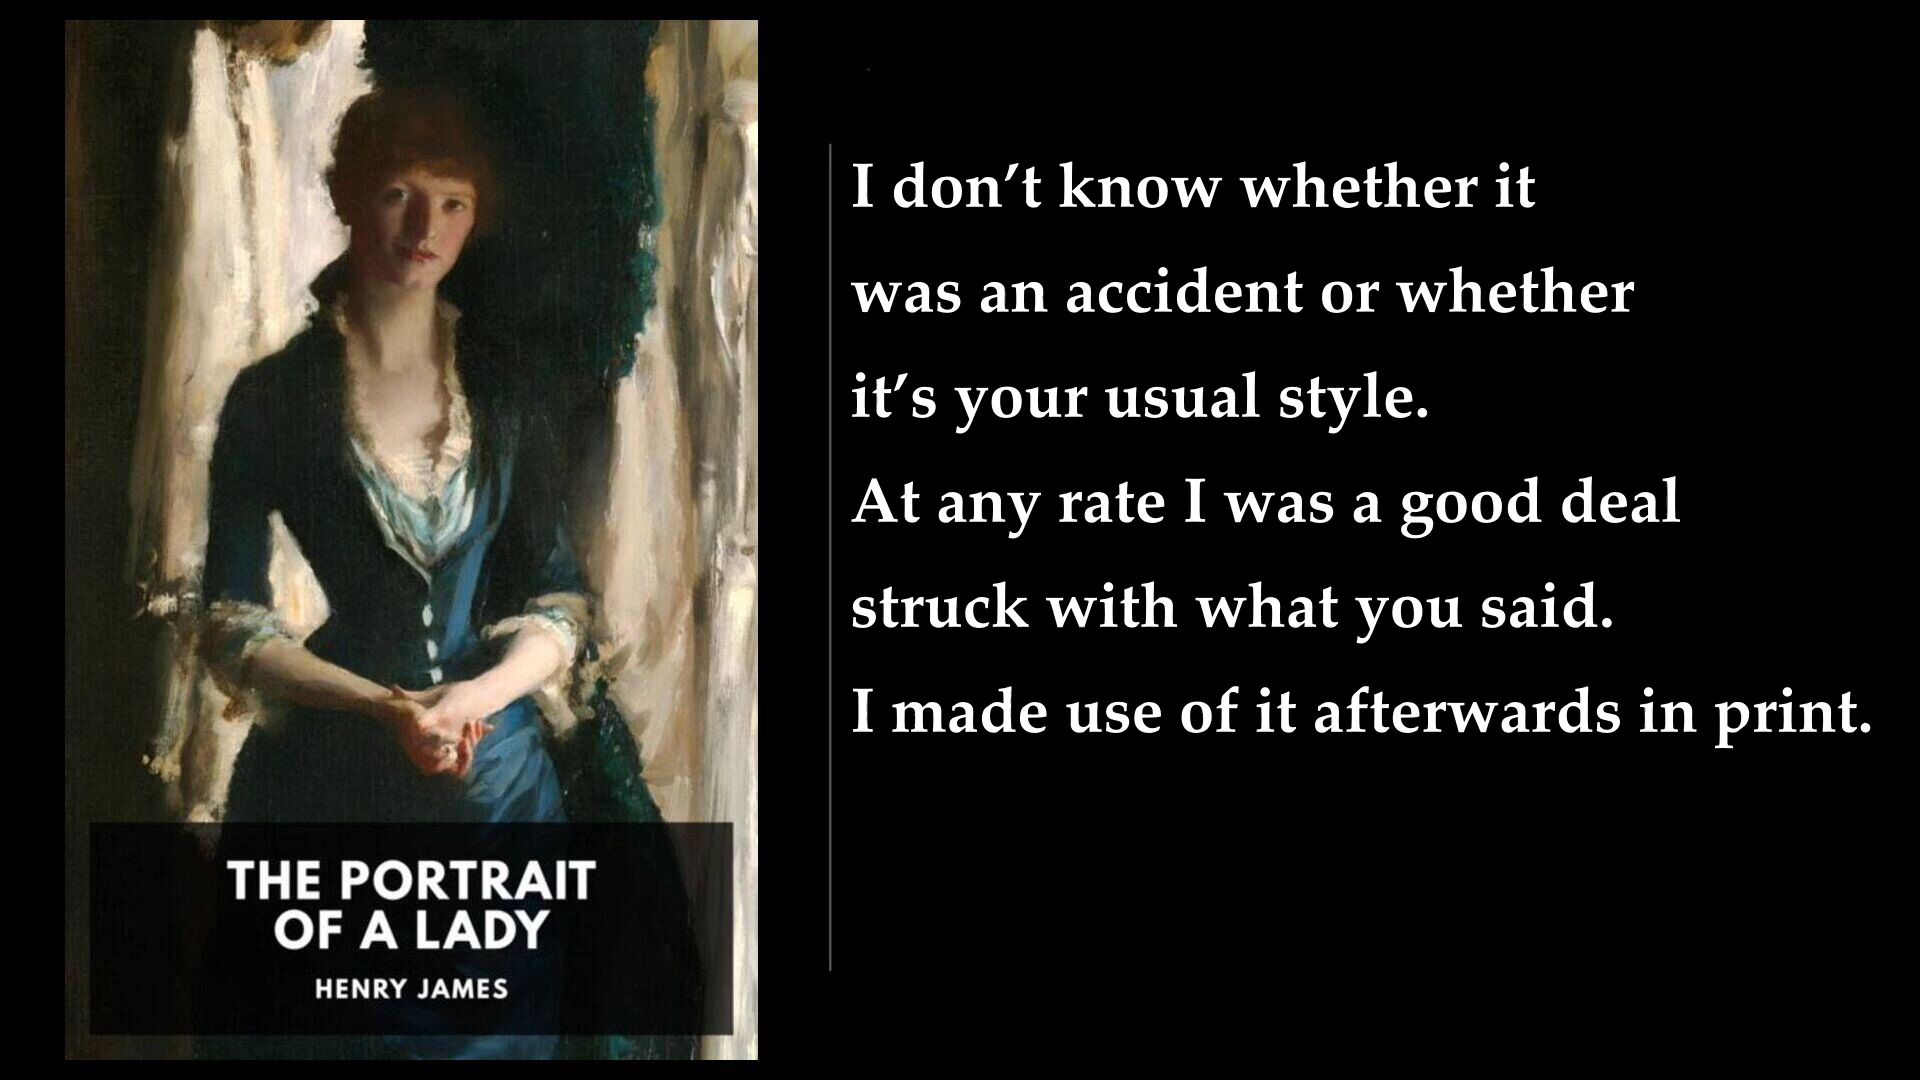 THE PORTRAIT
OF A LADY
HENRY JAMES
I don’t know whether it
was an accident or whether
it’s your usual style.
At any rate I was a good deal
struck with what you said.
I made use of it afterwards in print.